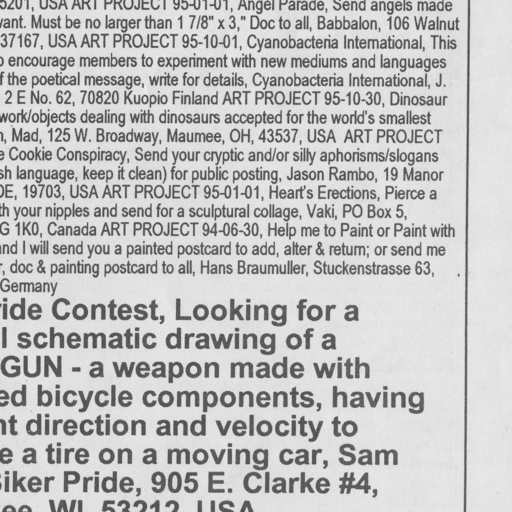 5201, USA ART PROJECT 95-01-01, Angel Parade, Send angels made
vant. Must be no larger than 1 7/8" x 3," Doc to all, Babbalon, 106 Walnut
37167, USA ART PROJECT 95-10-01, Cyanobacteria International, This
o encourage members to experiment with new mediums and languages
f the poetical message, write for details, Cyanobacteria International, J.
2 E No. 62, 70820 Kuopio Finland ART PROJECT 95-10-30, Dinosaur
work/objects dealing with dinosaurs accepted for the world's smallest
, Mad, 125 W. Broadway, Maumee, OH, 43537, USA ART PROJECT
e Cookie Conspiracy, Send your cryptic and/or silly aphorisms/slogans
sh language, keep it clean) for public posting, Jason Rambo, 19 Manor
DE, 19703, USA ART PROJECT 95-01-01, Heart's Erections, Pierce a
th your nipples and send for a sculptural collage, Vaki, PO Box 5,
G 1K0, Canada ART PROJECT 94-06-30, Help me to Paint or Paint with
and I will send you a painted postcard to add, alter & return; or send me
, doc & painting postcard to all, Hans Braumuller, Stuckenstrasse 63,
Germany
ride Contest, Looking for a
l schematic drawing of a
GUN - a weapon made with
ed bicycle components, having
nt direction and velocity to
e a tire on a moving car, Sam
Biker Pride, 905 E. Clarke #4,
ee, WI 53212, USA